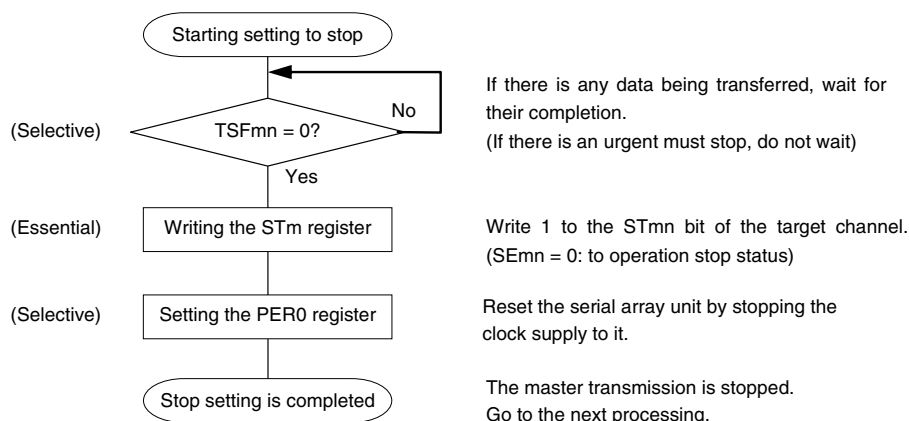 Starting setting to stop
No
If there is any data being transferred, wait for
their completion.
(If there is an urgent must stop, do not wait)
(Selective)
TSFmn = 0?
Yes
(Essential)
Writing the STm register
Write 1 to the STmn bit of the target channel.
(SEmn = 0: to operation stop status)
(Selective)
Setting the PER0 register
Reset the serial array unit by stopping the
clock supply to it.
Stop setting is completed
The master transmission is stopped.
Go to the next processing.